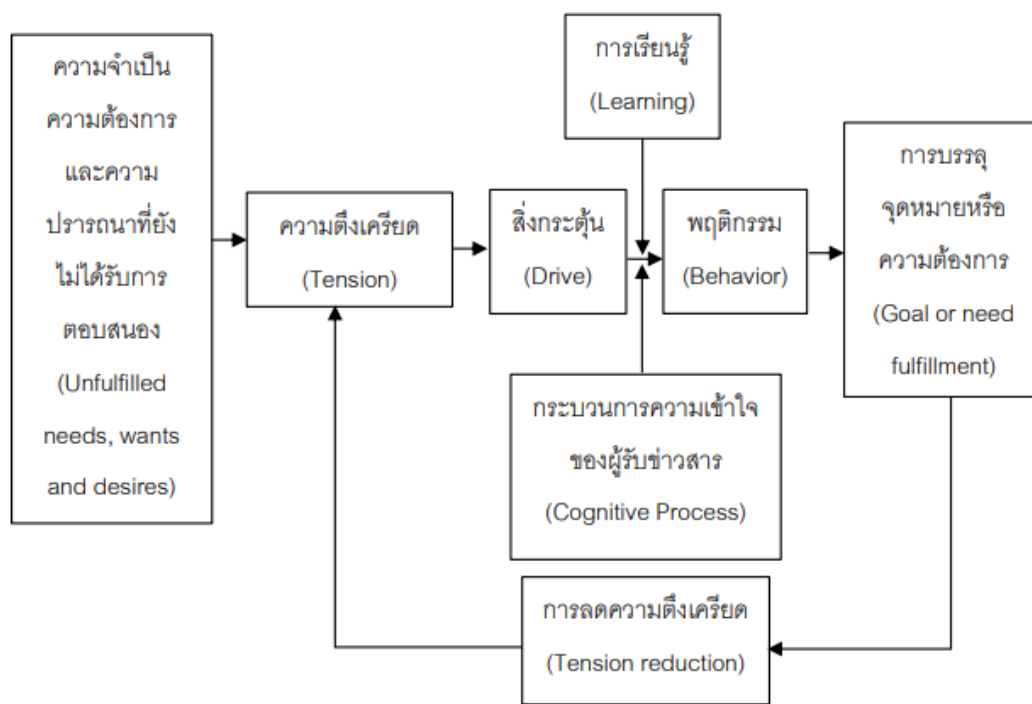 ความจำเป็น
ความต้องการ
และความ
ปรารถนาที่ยัง
ไม่ได้รับการ
ตอบสนอง
(Unfulfilled
needs, wants
and desires)
ความตึงเครียด
(Tension)
สิ่งกระตุ้น
(Drive)
การเรียนรู้
(Learning)
พฤติกรรม
(Behavior)
การบรรลุ
จุดหมายหรือ
ความต้องการ
(Goal or need
fulfillment)
กระบวนการความเข้าใจ
ของผู้รับข่าวสาร
(Cognitive Process)
การลดความตึงเครียด
(Tension reduction)